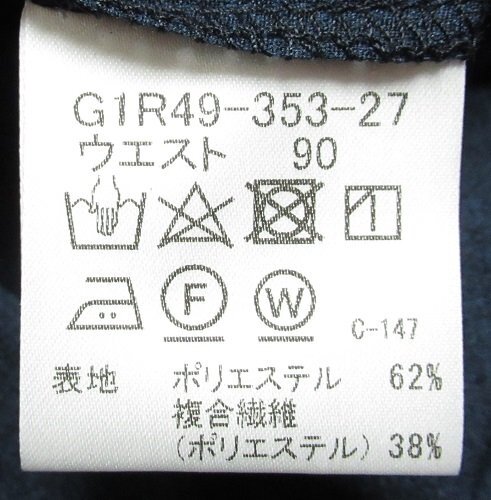 G1R49-353-27
ウエスト 90
F W C-147
表地 ポリエステル 62%
複合繊維
(ポリエステル) 38%